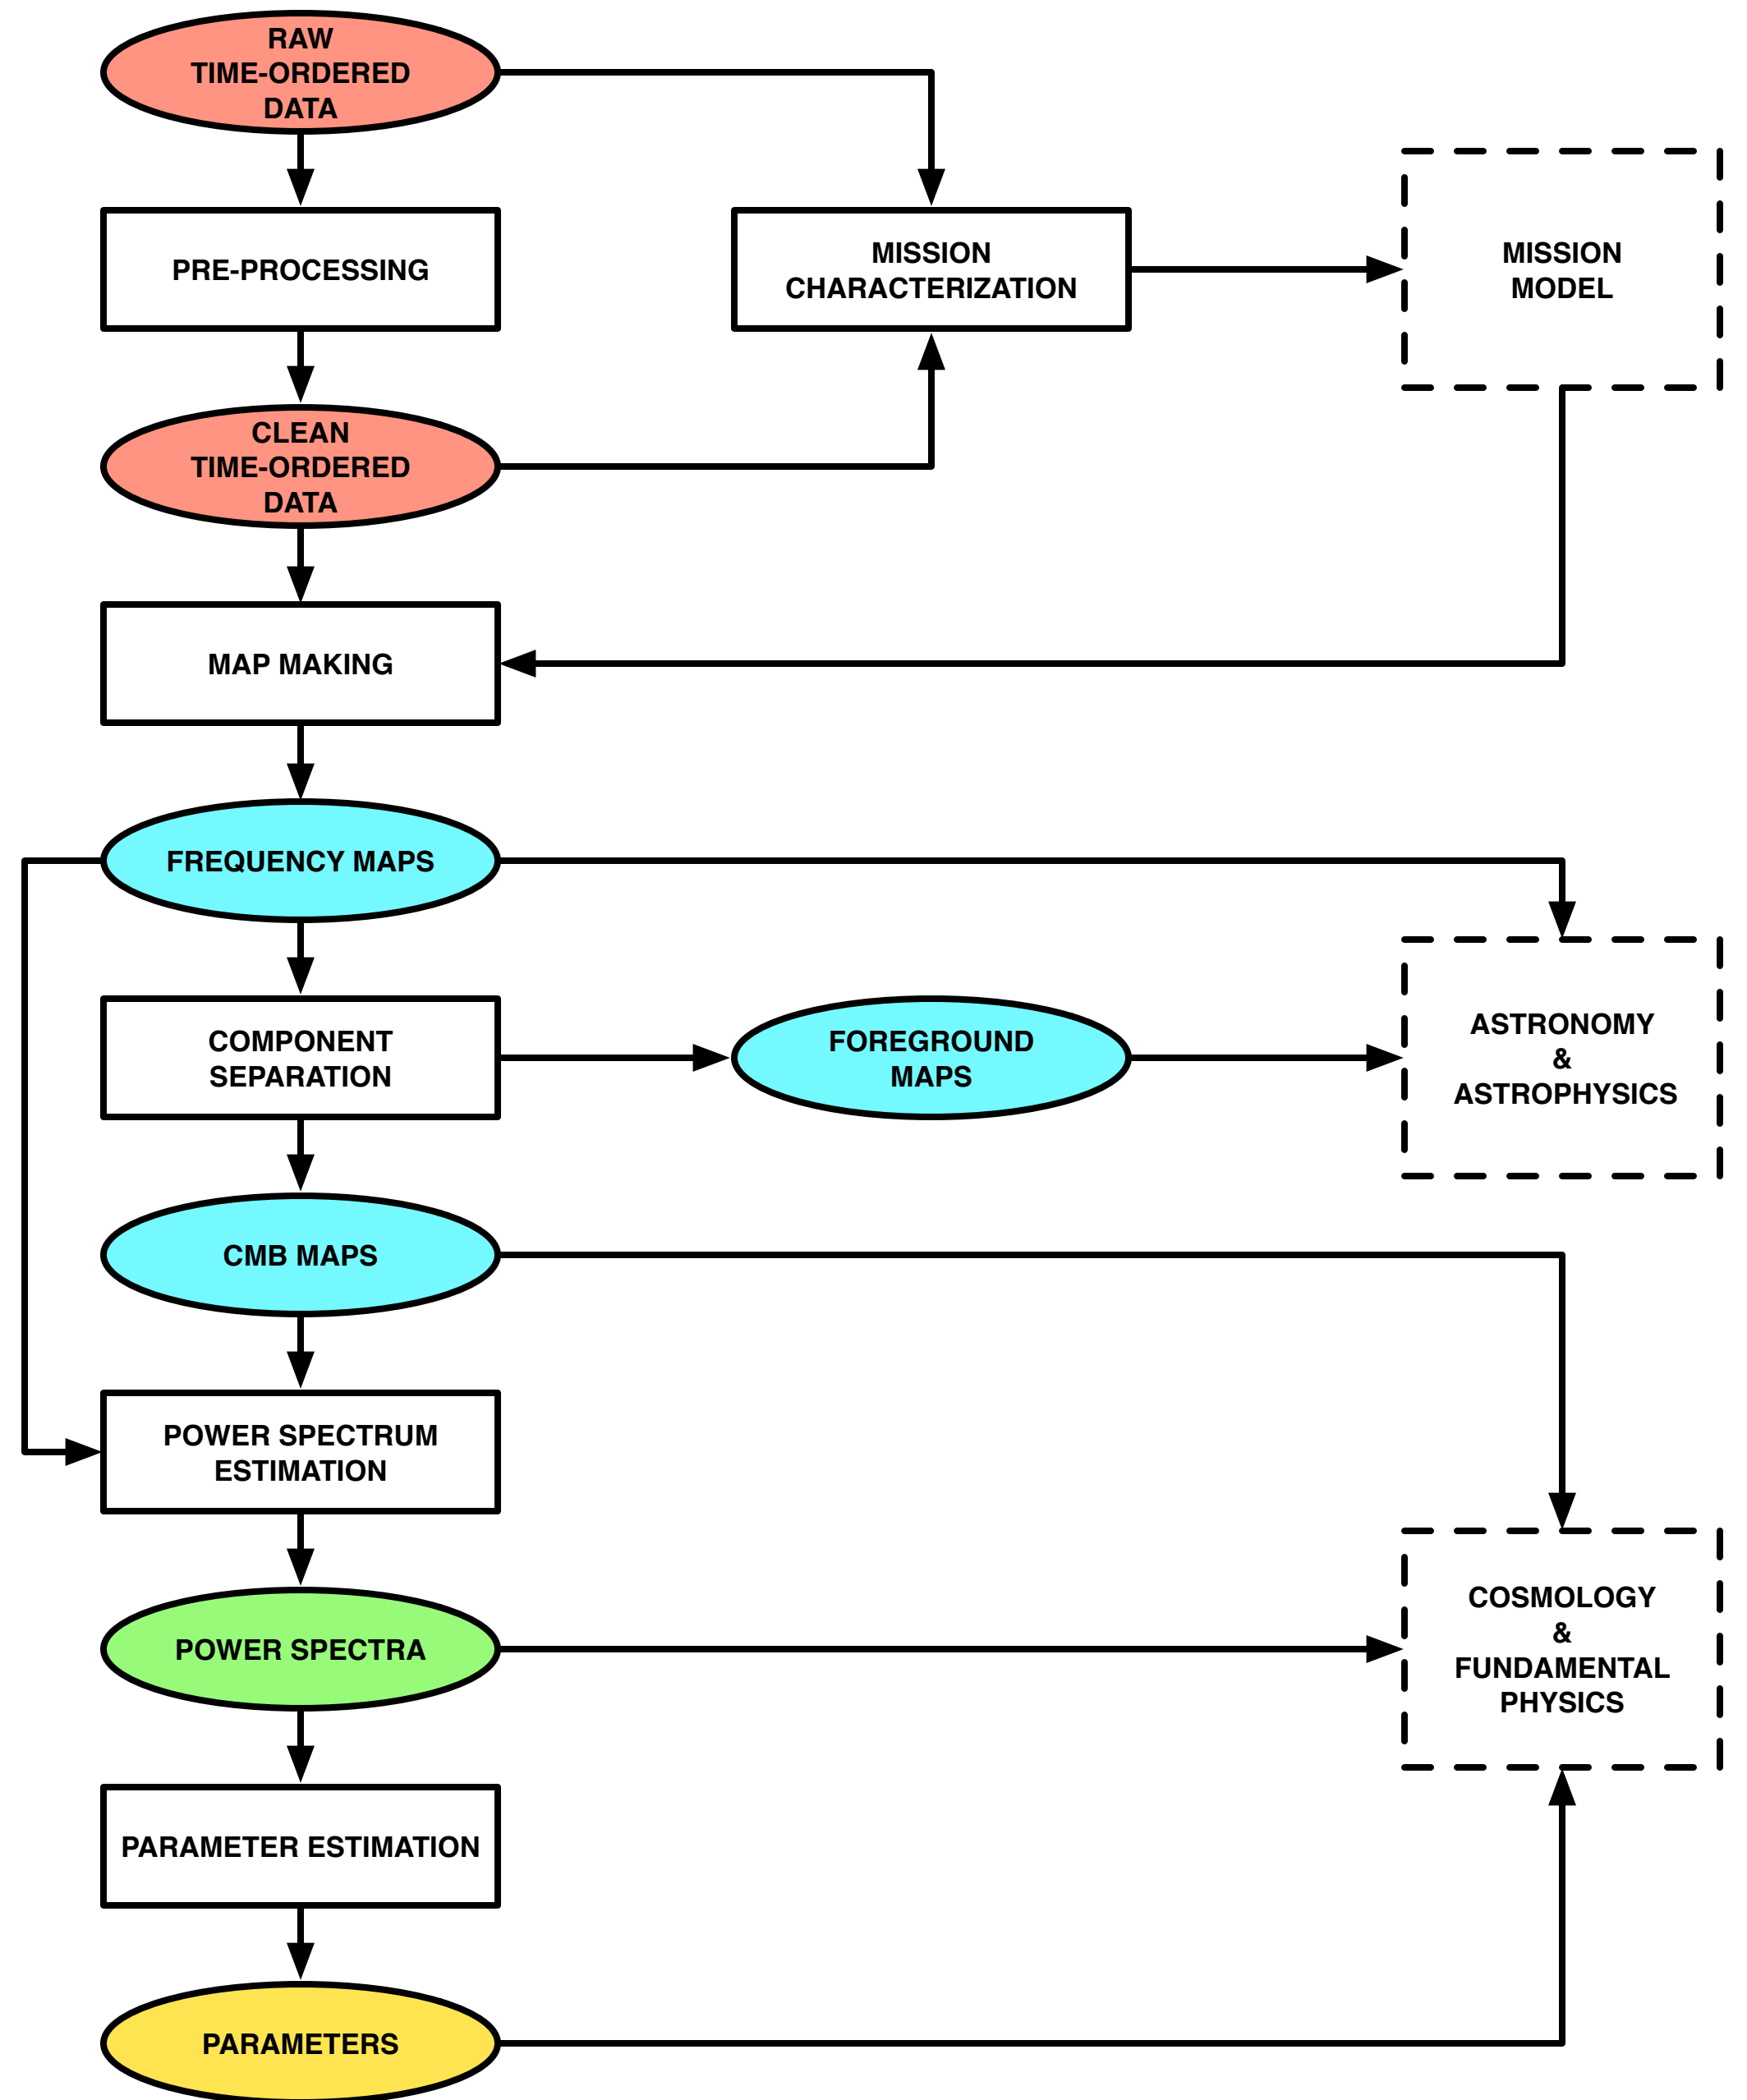 RAW
TIME-ORDERED
DATA
PRE-PROCESSING
MISSION
CHARACTERIZATION
MISSION
MODEL
CLEAN
TIME-ORDERED
DATA
MAP MAKING
FREQUENCY MAPS
COMPONENT
SEPARATION
FOREGROUND
MAPS
ASTRONOMY
&
ASTROPHYSICS
CMB MAPS
POWER SPECTRUM
ESTIMATION
POWER SPECTRA
COSMOLOGY
&
FUNDAMENTAL
PHYSICS
PARAMETER ESTIMATION
PARAMETERS